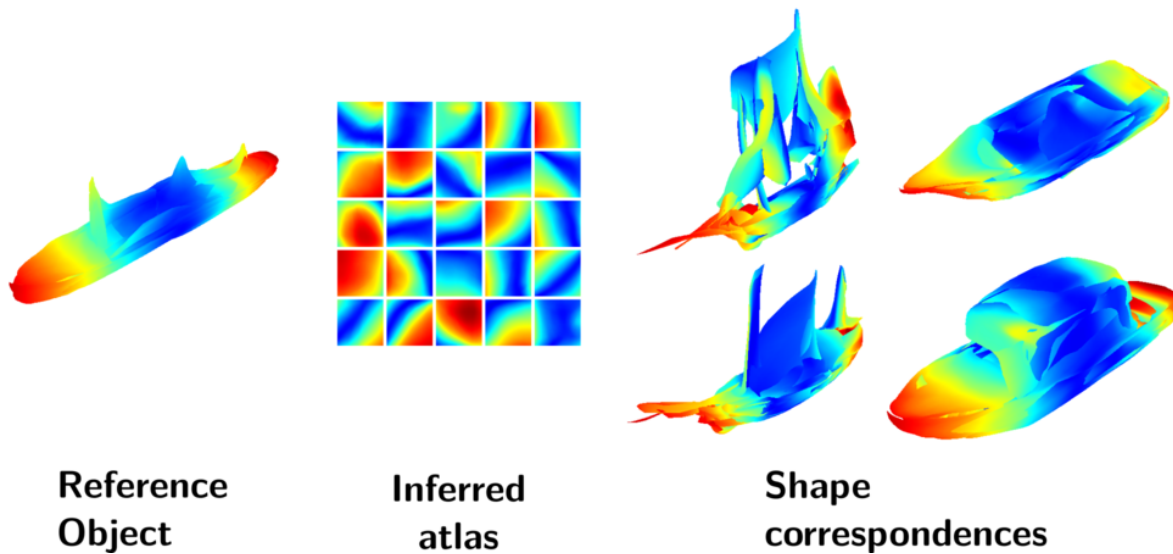 Reference
Object
Inferred
atlas
Shape
correspondences